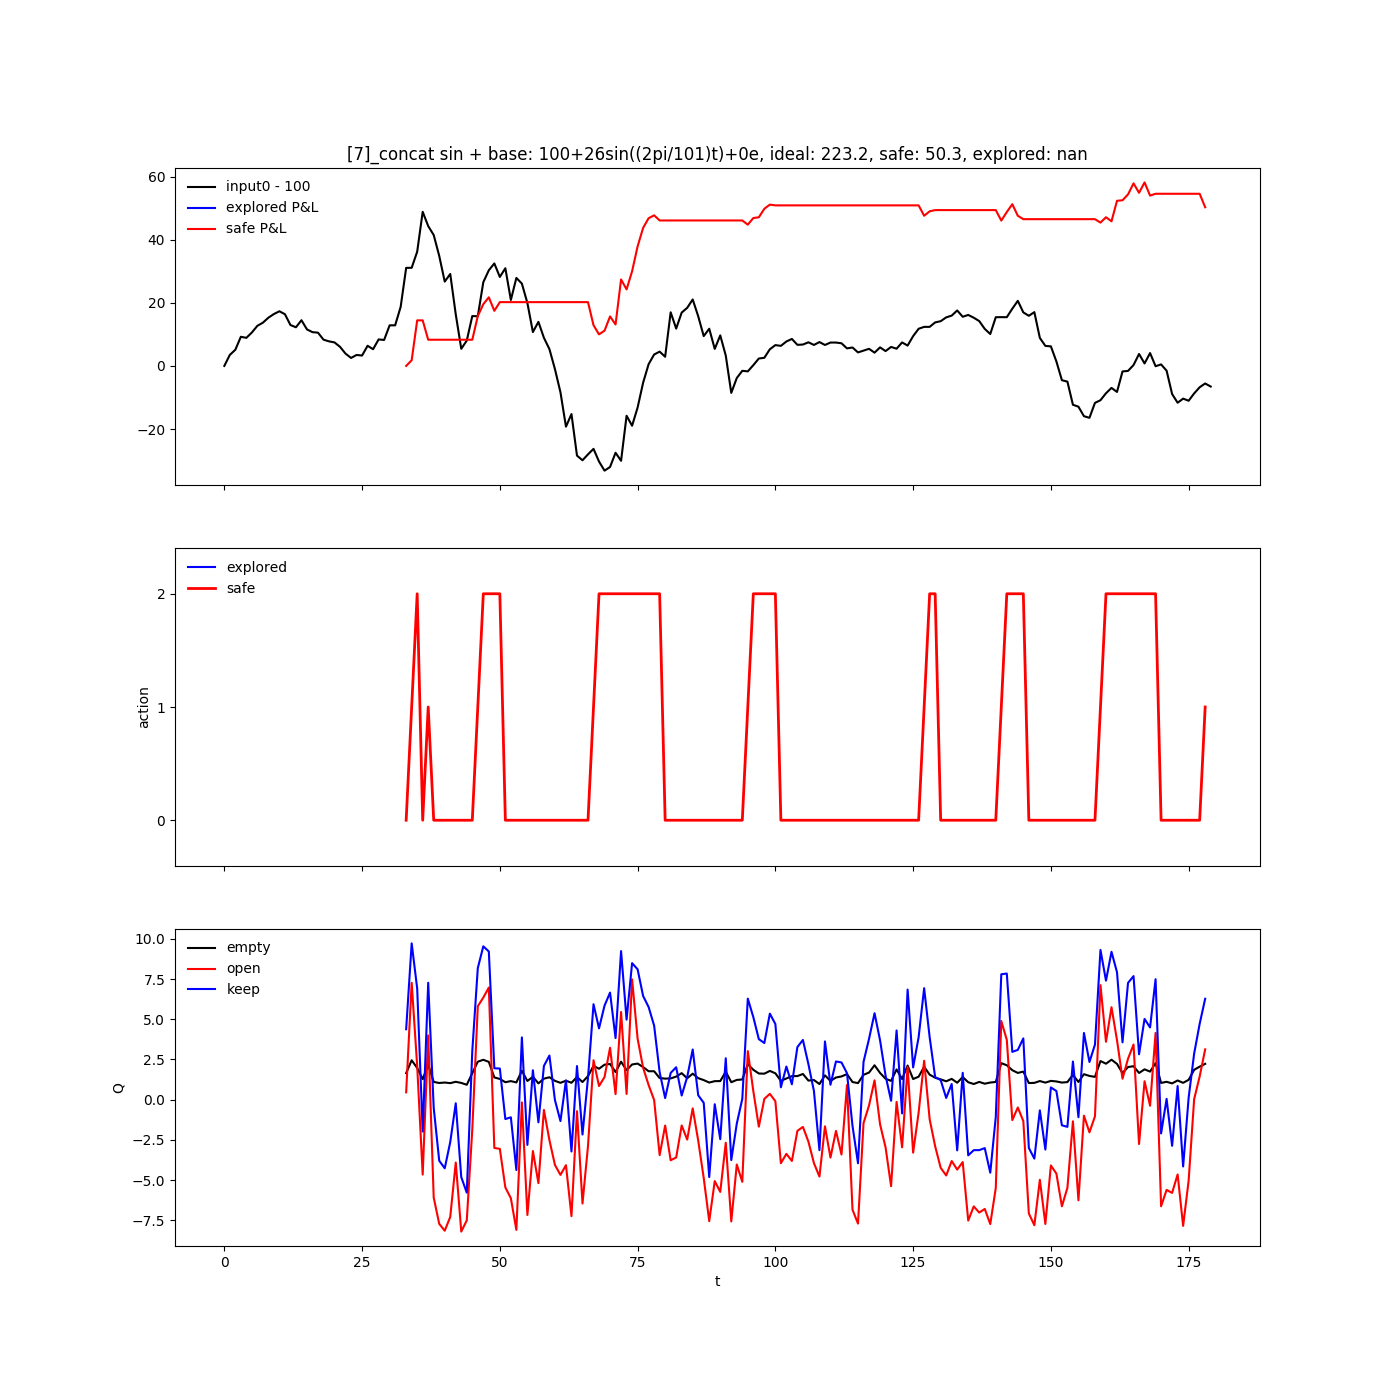 [7]_concat sin + base: 100+26sin((2pi/101)t)+0e, ideal: 223.2, safe: 50.3, explored: nan
60
40
20
0
−20
input0 - 100
explored P&L
safe P&L
action
2
1
0
explored
safe
Q
10.0
7.5
5.0
2.5
0.0
−2.5
−5.0
−7.5
empty
open
keep
0 25 50 75 100 125 150 175
t